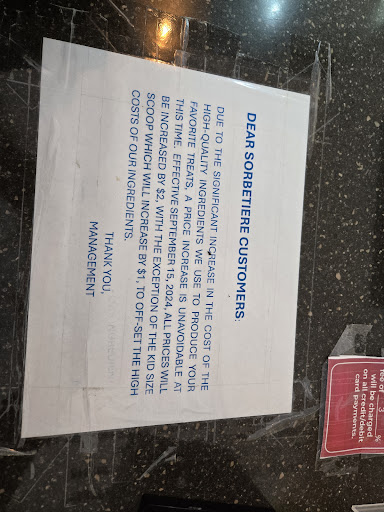 DEAR SORBETIERE CUSTOMERS:
DUE TO THE SIGNIFICANT INCREASE IN THE COST OF THE
HIGH-QUALITY INGREDIENTS WE USE TO PRODUCE YOUR
FAVORITE TREATS, A PRICE INCREASE IS UNAVOIDABLE AT
THIS TIME. EFFECTIVE SEPTEMBER 15, 2024, ALL PRICES WILL
BE INCREASED BY $2, WITH THE EXCEPTION OF THE KID SIZE
SCOOP WHICH WILL INCREASE BY $1, TO OFF-SET THE HIGH
COSTS OF OUR INGREDIENTS.
THANK YOU,
MANAGEMENT
fee of 3 %
will be charged
on all credit/debit
card payments.